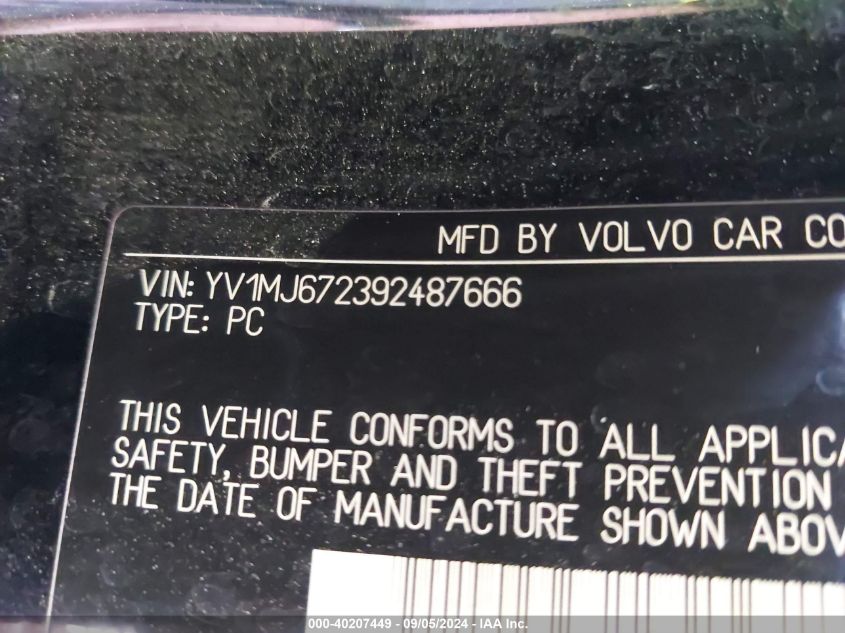 MFD BY VOLVO CAR CO
VIN: YV1MJ672392487666
TYPE: PC
THIS VEHICLE CONFORMS TO ALL APPLICA
SAFETY, BUMPER AND THEFT PREVENTION
THE DATE OF MANUFACTURE SHOWN ABOV
000-40207449 - 09/05/2024 - IAA Inc.